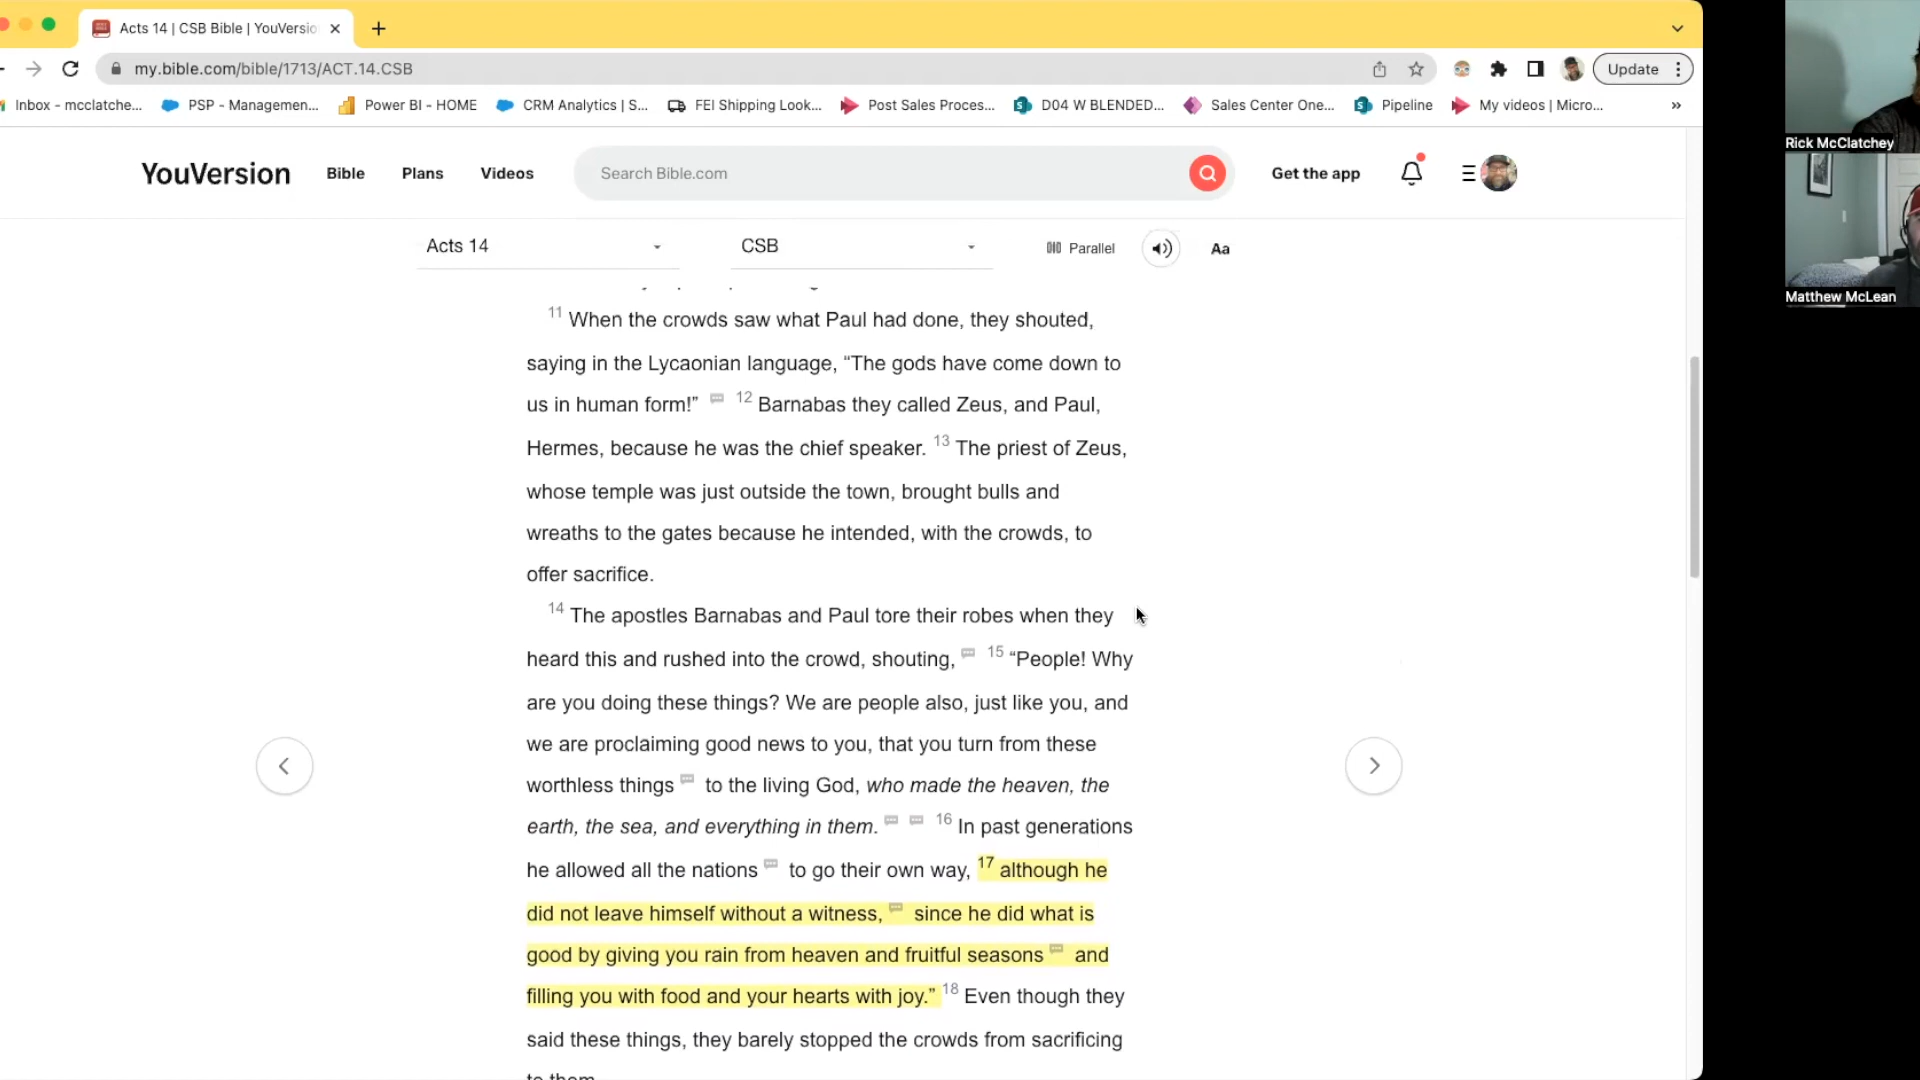 Acts 14 | CSB Bible | YouVersio
my.bible.com/bible/1713/ACT.14.CSB
Update
Inbox - mcclatche...
PSP - Managemen...
Power BI - HOME
CRM Analytics | S...
FEI Shipping Look...
Post Sales Proces...
D04 W BLENDED...
Sales Center One...
Pipeline
My videos | Micro...
»
YouVersion
Bible
Plans
Videos
Search Bible.com
Get the app
Acts 14
CSB
Parallel
Aa
11 When the crowds saw what Paul had done, they shouted,
saying in the Lycaonian language, “The gods have come down to
us in human form!” 12 Barnabas they called Zeus, and Paul,
Hermes, because he was the chief speaker. 13 The priest of Zeus,
whose temple was just outside the town, brought bulls and
wreaths to the gates because he intended, with the crowds, to
offer sacrifice.
14 The apostles Barnabas and Paul tore their robes when they
heard this and rushed into the crowd, shouting, 15 “People! Why
are you doing these things? We are people also, just like you, and
we are proclaiming good news to you, that you turn from these
worthless things to the living God, who made the heaven, the
earth, the sea, and everything in them. 16 In past generations
he allowed all the nations to go their own way, 17 although he
did not leave himself without a witness, since he did what is
good by giving you rain from heaven and fruitful seasons and
filling you with food and your hearts with joy.” 18 Even though they
said these things, they barely stopped the crowds from sacrificing
to them.
Rick McClatchey
Matthew McLean